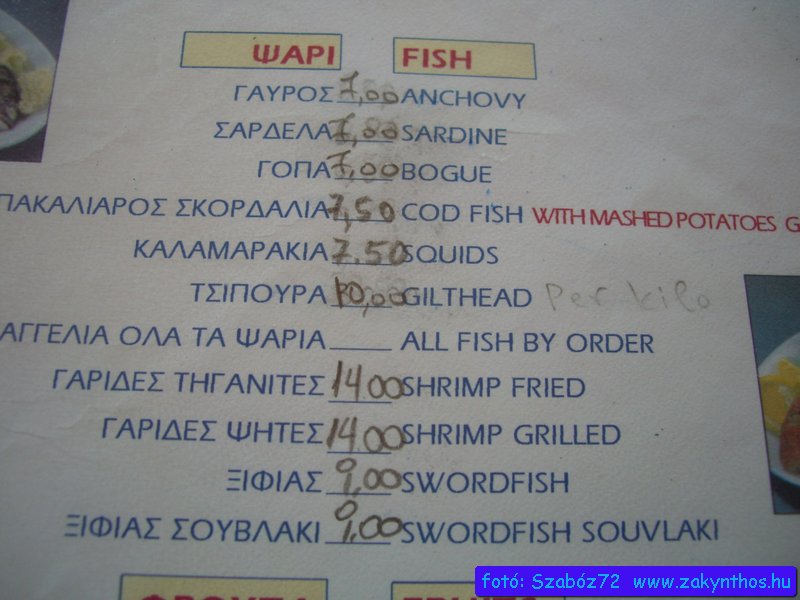 ΨΑΡΙ FISH
ΓΑΥΡΟΣ 7,00 ANCHOVY
ΣΑΡΔΕΛΑ 7,00 SARDINE
ΓΟΠΑ 7,00 BOGUE
ΠΑΚΑΛΙΑΡΟΣ ΣΚΟΡΔΑΛΙΑ 7,50 COD FISH WITH MASHED POTATOES G
ΚΑΛΑΜΑΡΑΚΙΑ 7.50 SQUIDS
ΤΣΙΠΟΥΡΑ 10,00 GILTHEAD Per kilo
ΑΓΓΕΛΙΑ ΟΛΑ ΤΑ ΨΑΡΙΑ ALL FISH BY ORDER
ΓΑΡΙΔΕΣ ΤΗΓΑΝΙΤΕΣ 14.00 SHRIMP FRIED
ΓΑΡΙΔΕΣ ΨΗΤΕΣ 14.00 SHRIMP GRILLED
ΞΙΦΙΑΣ 9,00 SWORDFISH
ΞΙΦΙΑΣ ΣΟΥΒΛΑΚΙ 9,00 SWORDFISH SOUVLAKI
fotó: Szabóz72 www.zakynthos.hu